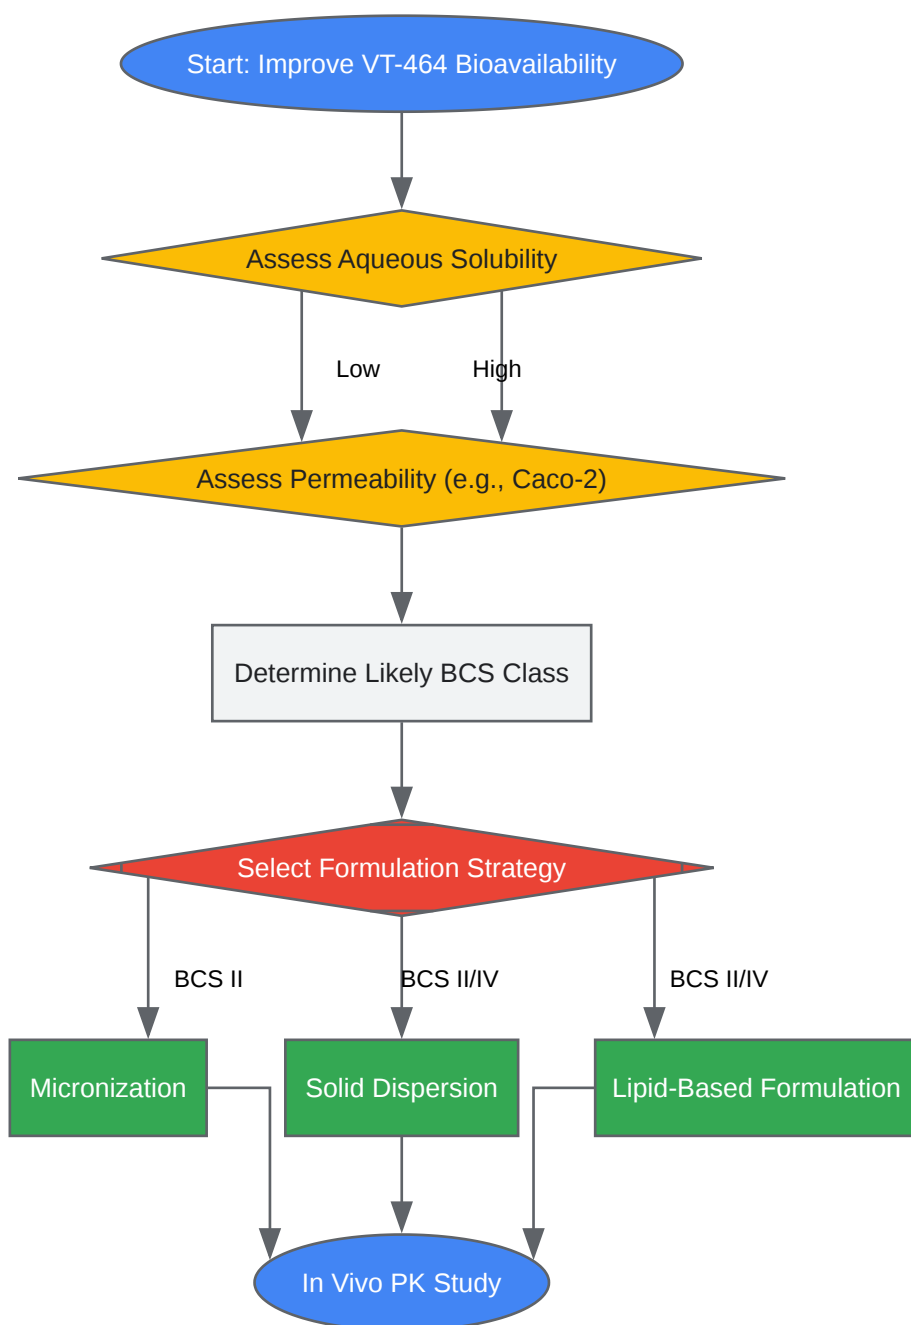 Start: Improve VT-464 Bioavailability
Assess Aqueous Solubility
Low
High
Assess Permeability (e.g., Caco-2)
Determine Likely BCS Class
Select Formulation Strategy
BCS II
BCS II/IV
BCS II/IV
Micronization
Solid Dispersion
Lipid-Based Formulation
In Vivo PK Study